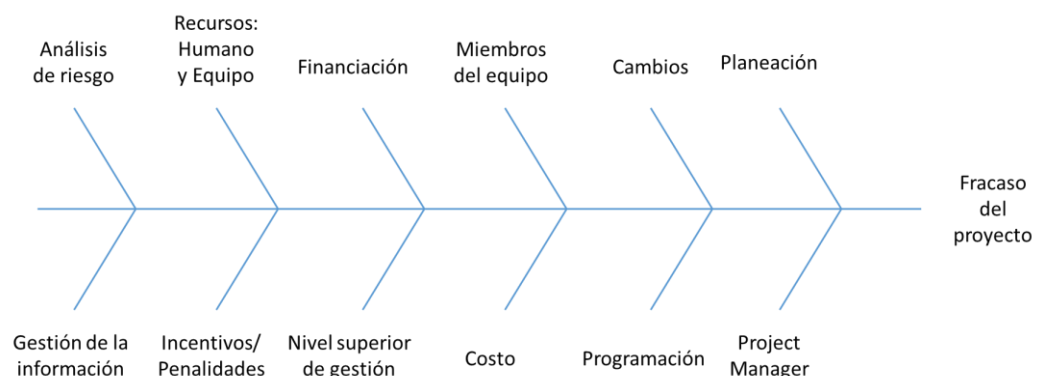 Análisis
de riesgo
Recursos:
Humano
y Equipo
Financiación
Miembros
del equipo
Cambios
Planeación
Fracaso
del
proyecto
Gestión de la
información
Incentivos/
Penalidades
Nivel superior
de gestión
Costo
Programación
Project
Manager